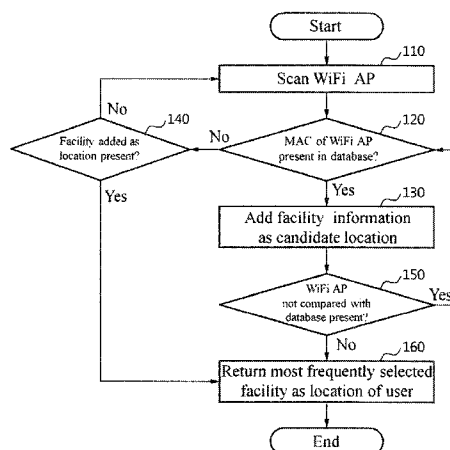 Start
110
Scan WiFi AP
No
140
120
Facility added as
location present?
No
MAC of WiFi AP
present in database?
Yes
Yes
130
Add facility information
as candidate location
150
WiFi AP
not compared with
database present?
Yes
No
160
Return most frequently selected
facility as location of user
End